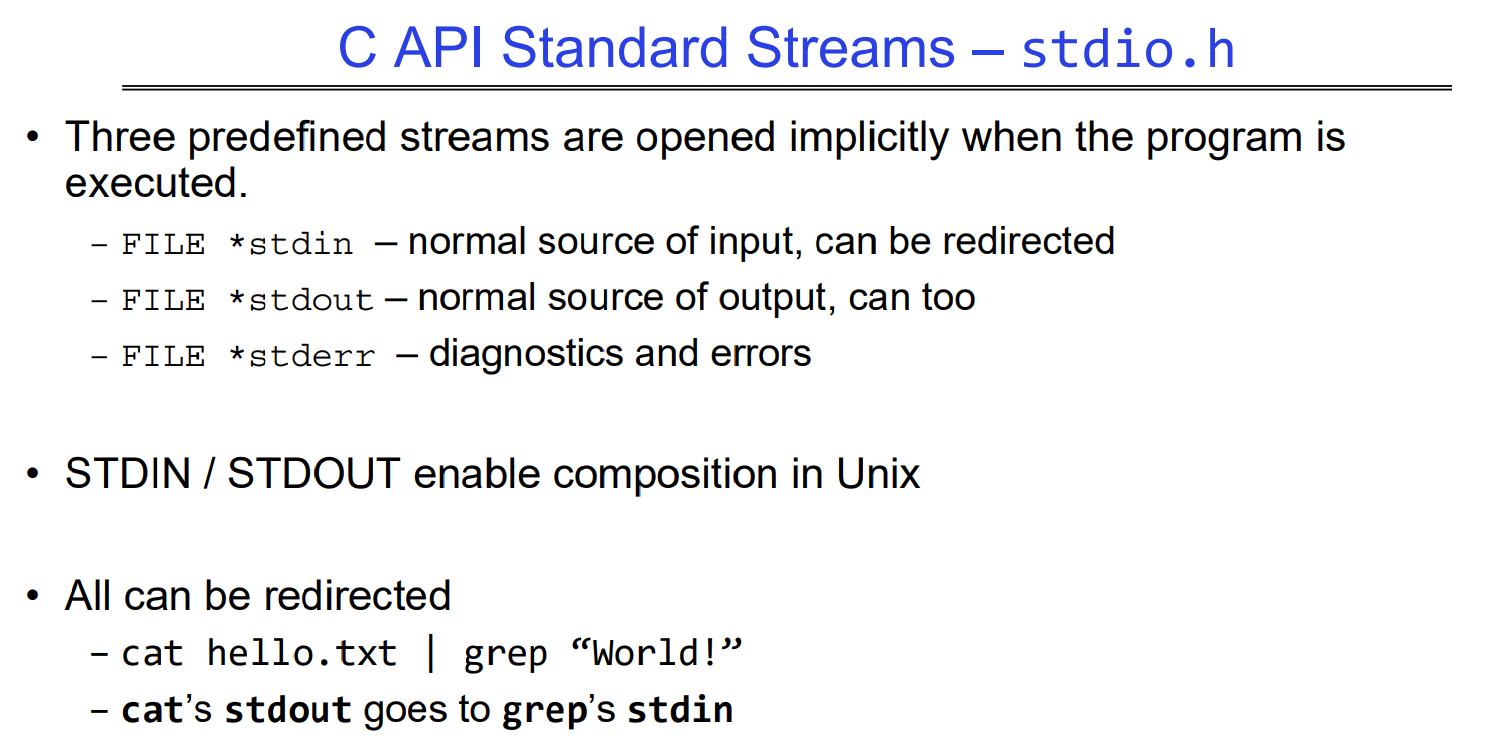 C API Standard Streams – stdio.h
• Three predefined streams are opened implicitly when the program is
executed.
– FILE *stdin – normal source of input, can be redirected
– FILE *stdout – normal source of output, can too
– FILE *stderr – diagnostics and errors
• STDIN / STDOUT enable composition in Unix
• All can be redirected
– cat hello.txt | grep “World!”
– cat’s stdout goes to grep’s stdin